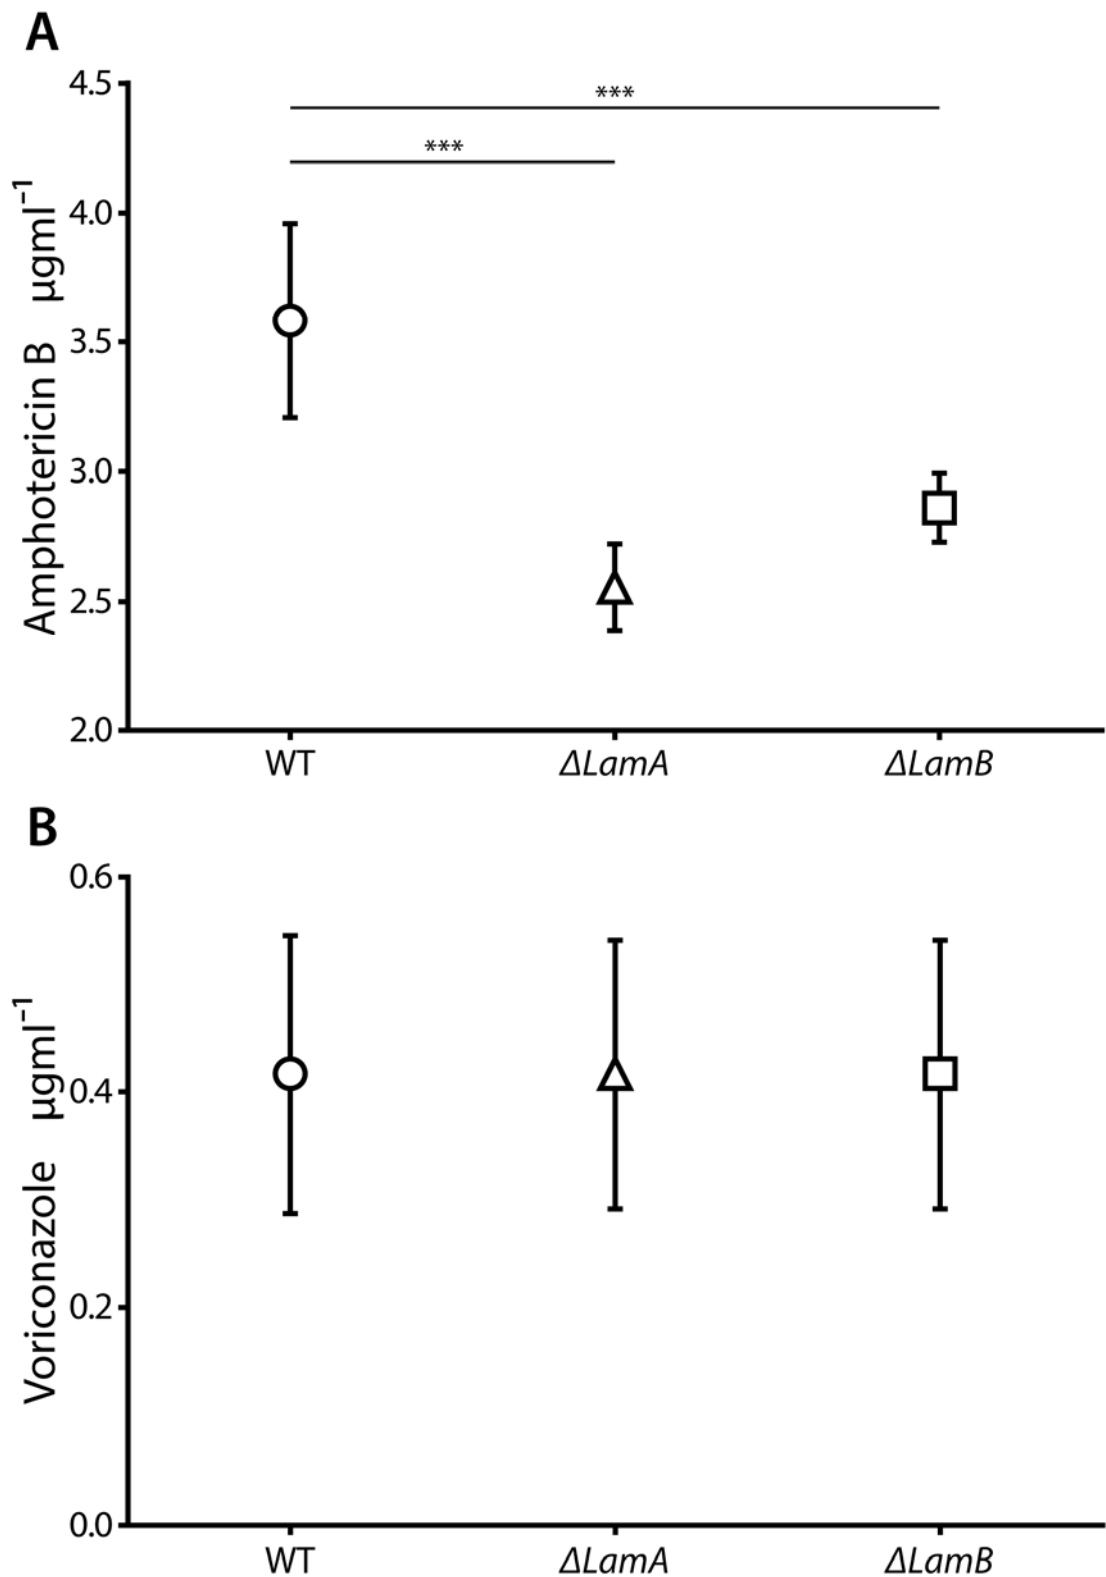 A
4.5
***
***
4.0
3.5
3.0
2.5
2.0
Amphotericin B µgml⁻¹
WT ΔLamA ΔLamB
B
0.6
0.4
0.2
0.0
Voriconazole µgml⁻¹
WT ΔLamA ΔLamB